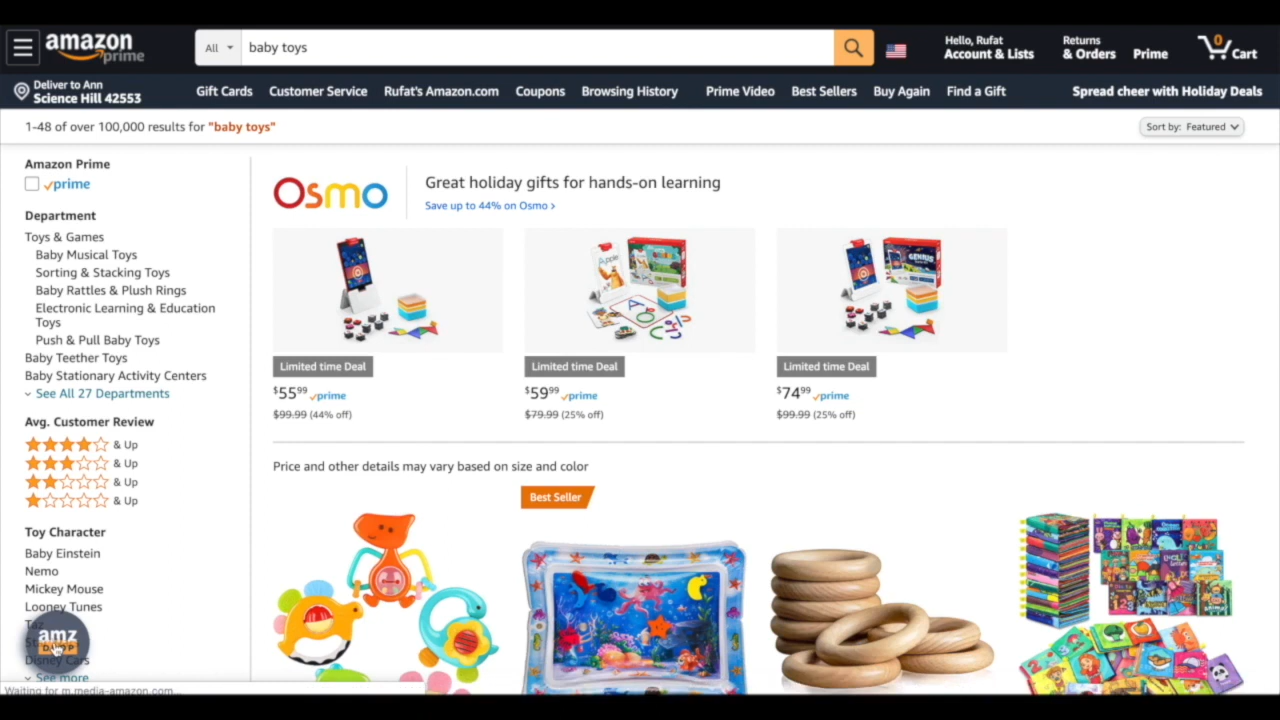 amazon
prime
All
baby toys
Hello, Rufat
Account & Lists
Returns
& Orders
Prime
0
Cart
Deliver to Ann
Science Hill 42553
Gift Cards
Customer Service
Rufat's Amazon.com
Coupons
Browsing History
Prime Video
Best Sellers
Buy Again
Find a Gift
Spread cheer with Holiday Deals
1-48 of over 100,000 results for "baby toys"
Sort by: Featured
Amazon Prime
prime
Department
Toys & Games
Baby Musical Toys
Sorting & Stacking Toys
Baby Rattles & Plush Rings
Electronic Learning & Education
Toys
Push & Pull Baby Toys
Baby Teether Toys
Baby Stationary Activity Centers
See All 27 Departments
Avg. Customer Review
& Up
& Up
& Up
& Up
Toy Character
Baby Einstein
Nemo
Mickey Mouse
Looney Tunes
Taz
amz
Disney Cars
See more
Waiting for m.media-amazon.com...
Osmo
Great holiday gifts for hands-on learning
Save up to 44% on Osmo >
Limited time Deal
$55.99 prime
$99.99 (44% off)
Limited time Deal
$59.99 prime
$79.99 (25% off)
Limited time Deal
$74.99 prime
$99.99 (25% off)
Price and other details may vary based on size and color
Best Seller